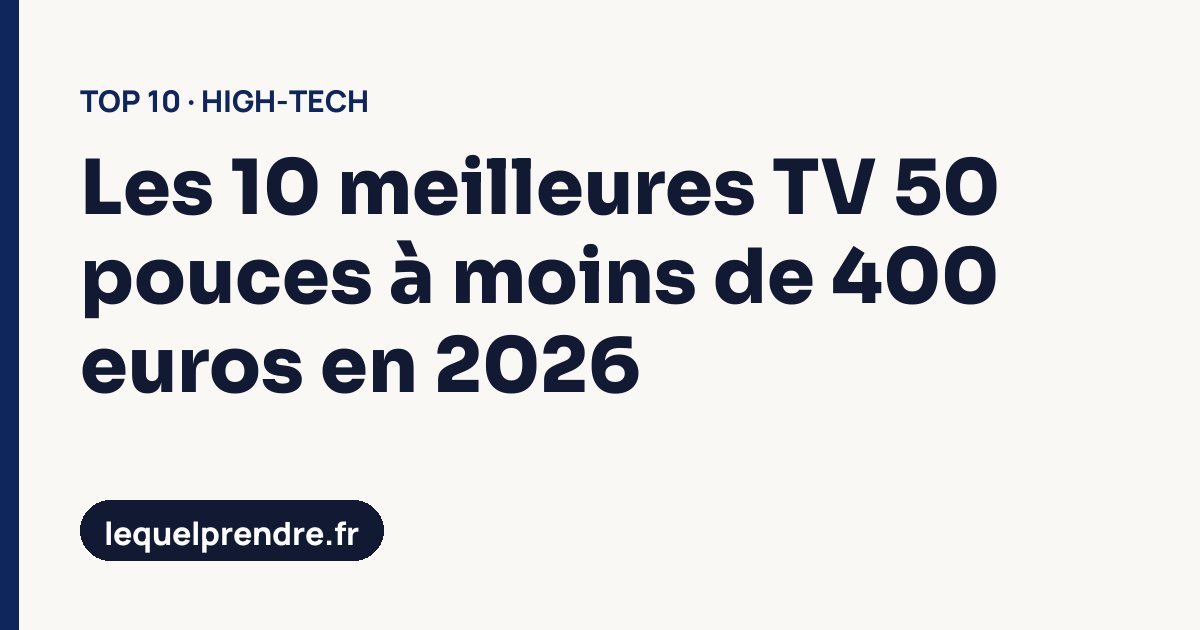 TOP 10 · HIGH-TECH
Les 10 meilleures TV 50
pouces à moins de 400
euros en 2026
lequelprendre.fr